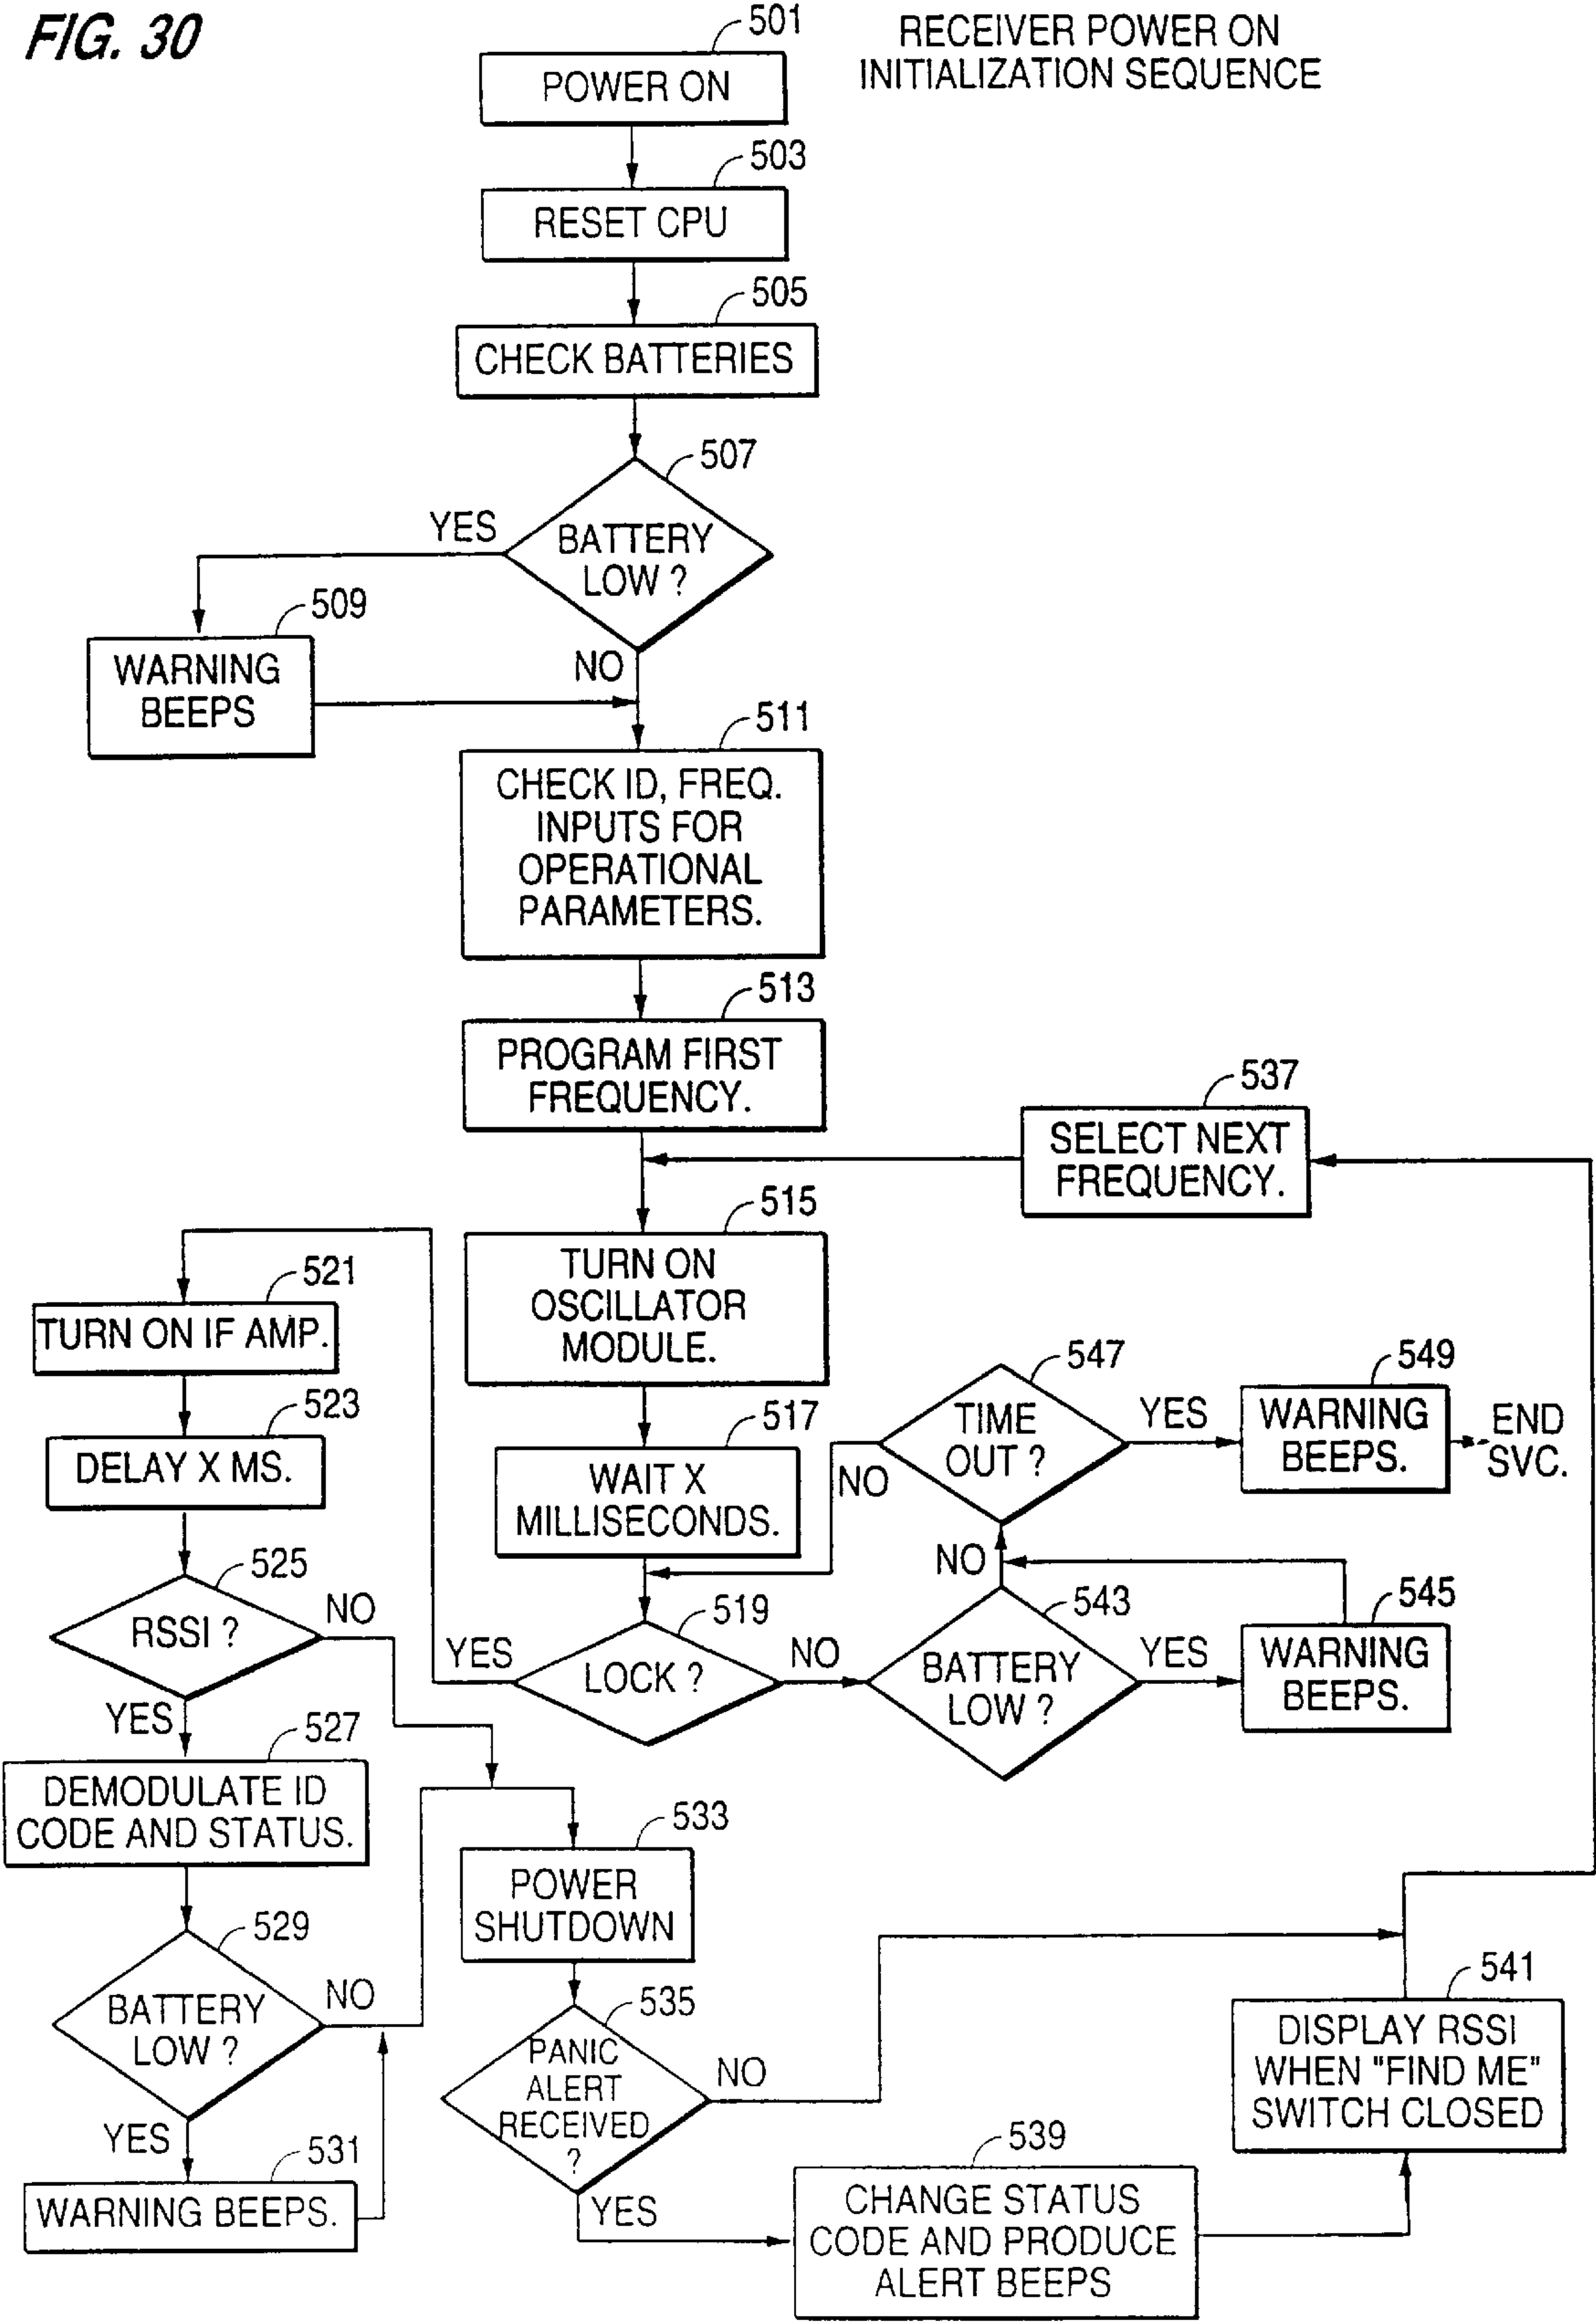 FIG. 30
RECEIVER POWER ON
INITIALIZATION SEQUENCE
501
POWER ON
503
RESET CPU
505
CHECK BATTERIES
507
BATTERY
LOW ?
YES
NO
509
WARNING
BEEPS
511
CHECK ID, FREQ.
INPUTS FOR
OPERATIONAL
PARAMETERS.
513
PROGRAM FIRST
FREQUENCY.
537
SELECT NEXT
FREQUENCY.
515
TURN ON
OSCILLATOR
MODULE.
517
WAIT X
MILLISECONDS.
519
LOCK ?
YES
NO
521
TURN ON IF AMP.
523
DELAY X MS.
525
RSSI ?
NO
YES
527
DEMODULATE ID
CODE AND STATUS.
529
BATTERY
LOW ?
NO
YES
531
WARNING BEEPS.
547
TIME
OUT ?
YES
NO
549
WARNING
BEEPS.
END
SVC.
543
BATTERY
LOW ?
NO
YES
545
WARNING
BEEPS.
533
POWER
SHUTDOWN
535
PANIC
ALERT
RECEIVED
?
NO
YES
539
CHANGE STATUS
CODE AND PRODUCE
ALERT BEEPS
541
DISPLAY RSSI
WHEN "FIND ME"
SWITCH CLOSED